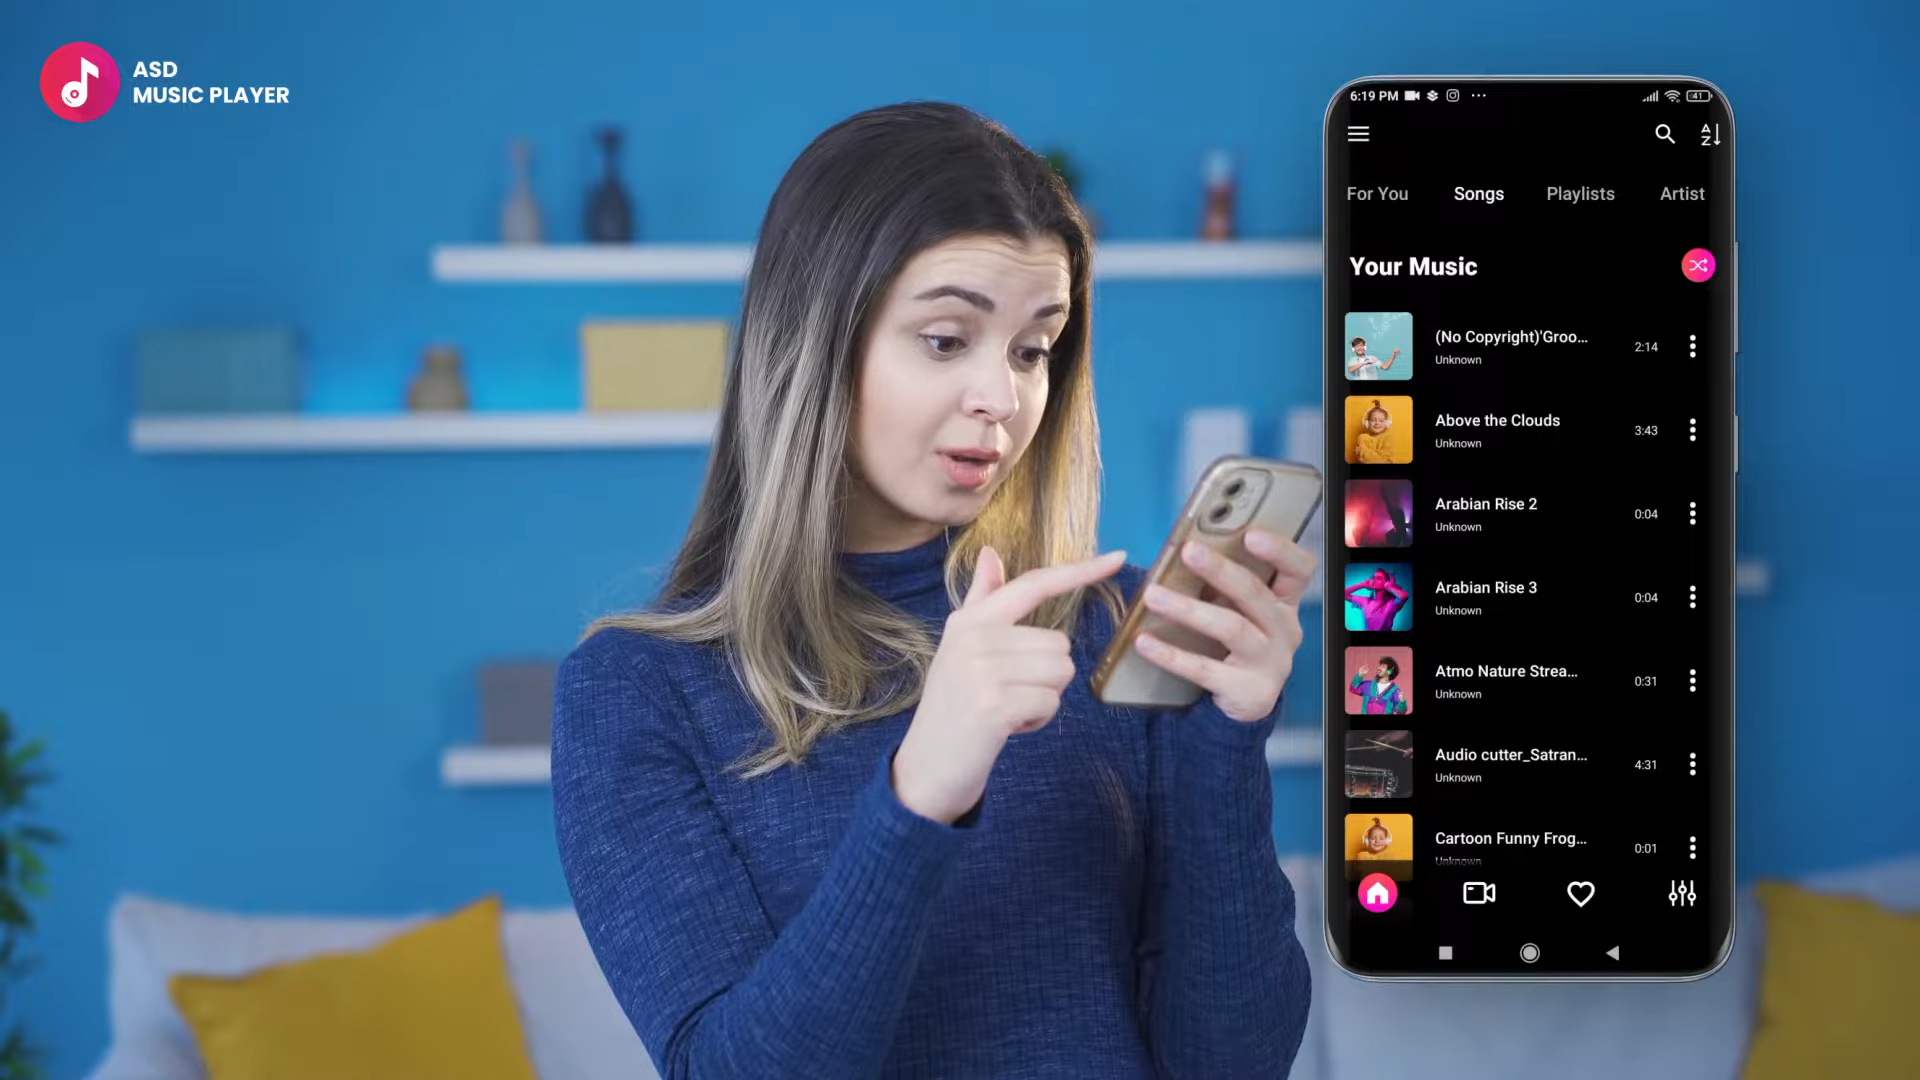 ASD
MUSIC PLAYER
6:19 PM
41
For You
Songs
Playlists
Artist
Your Music
(No Copyright)'Groo...
Unknown
2:14
Above the Clouds
Unknown
3:43
Arabian Rise 2
Unknown
0:04
Arabian Rise 3
Unknown
0:04
Atmo Nature Strea...
Unknown
0:31
Audio cutter_Satran...
Unknown
4:31
Cartoon Funny Frog...
Unknown
0:01